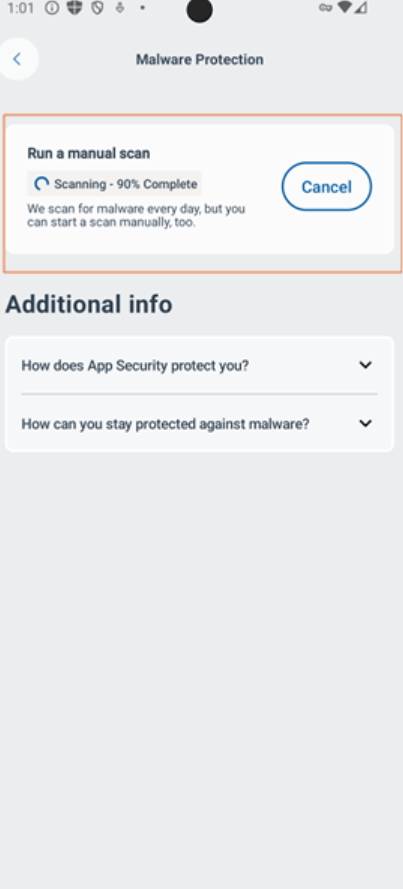 1:01
Malware Protection
Run a manual scan
Scanning - 90% Complete
Cancel
We scan for malware every day, but you
can start a scan manually, too.
Additional info
How does App Security protect you?
How can you stay protected against malware?